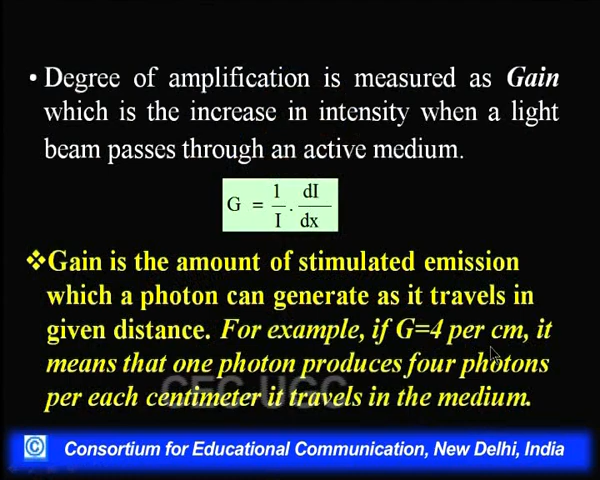 • Degree of amplification is measured as Gain
which is the increase in intensity when a light
beam passes through an active medium.
G = 1/I . dI/dx
❖Gain is the amount of stimulated emission
which a photon can generate as it travels in
given distance. For example, if G=4 per cm, it
means that one photon produces four photons
per each centimeter it travels in the medium.
CEC UGC
© Consortium for Educational Communication, New Delhi, India